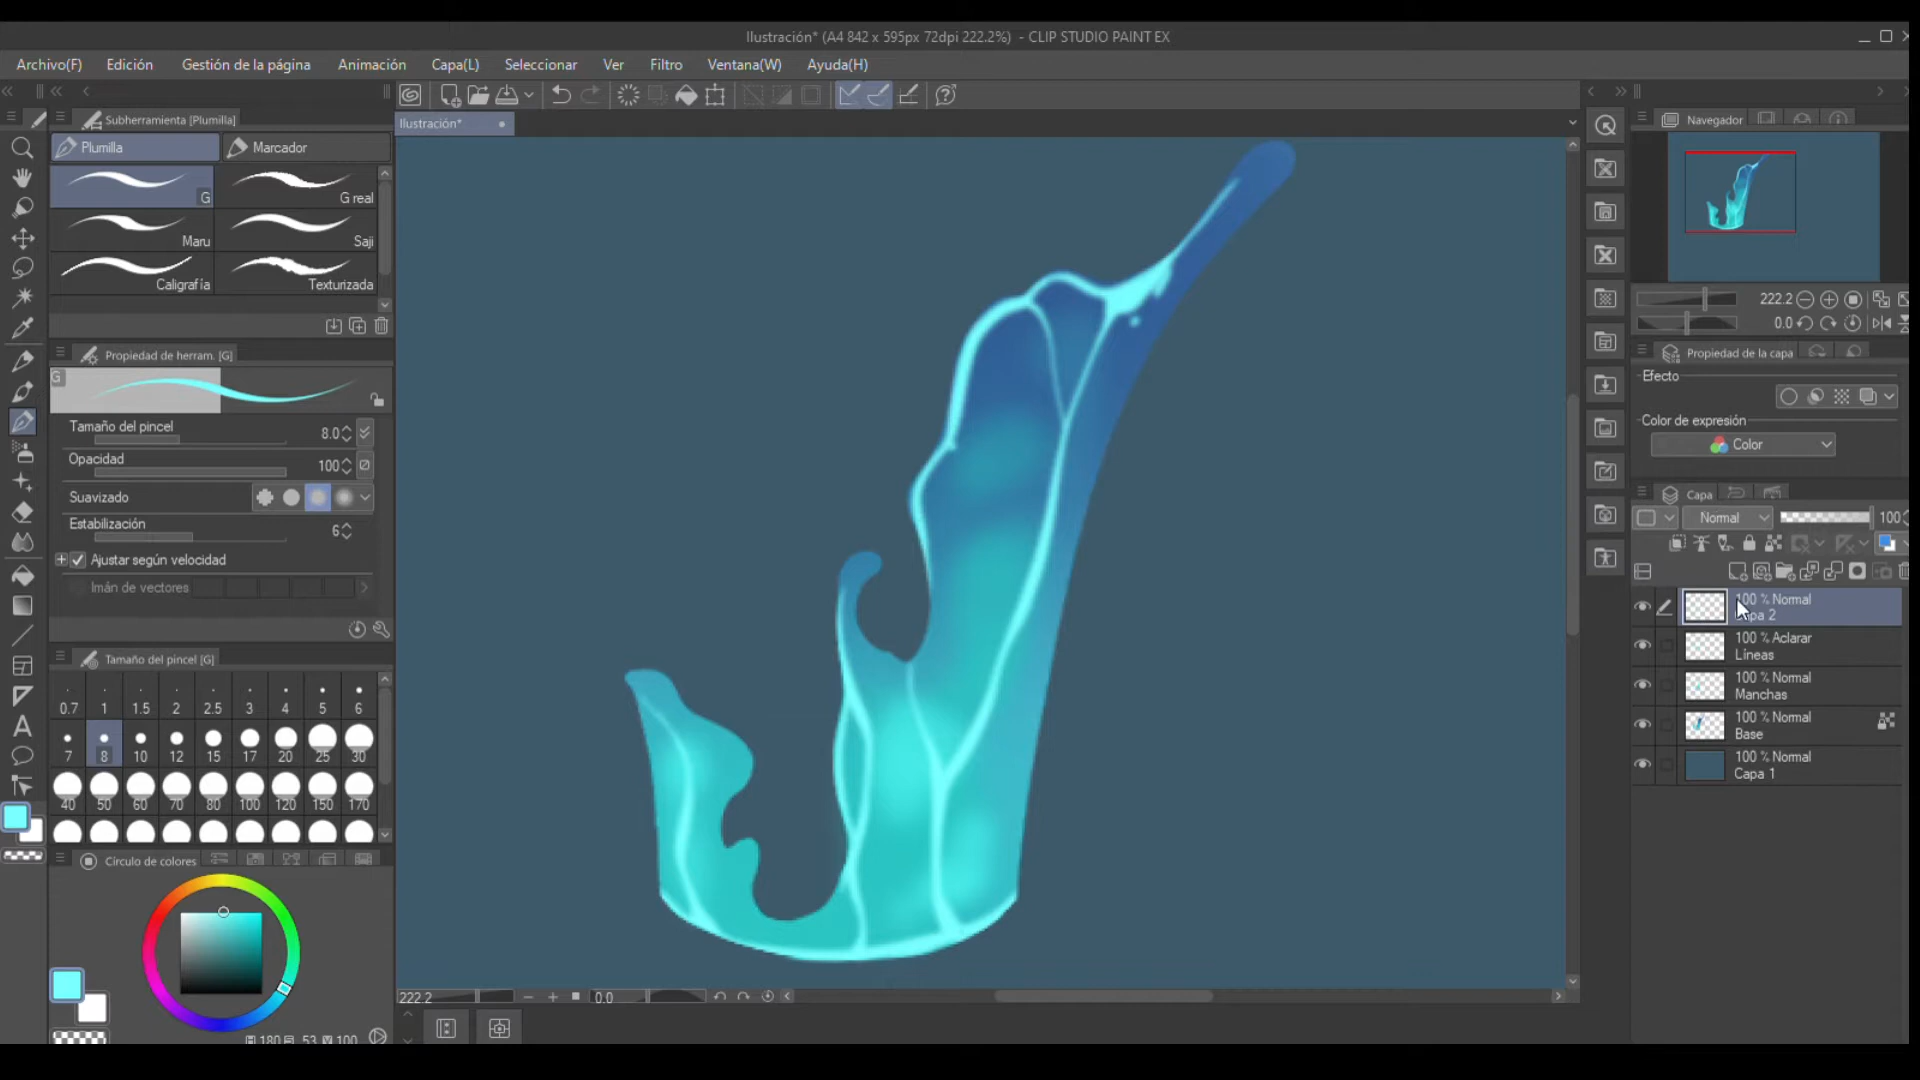 Ilustración* (A4 842 x 595px 72dpi 222.2%) - CLIP STUDIO PAINT EX
Archivo(F) Edición Gestión de la página Animación Capa(L) Seleccionar Ver Filtro Ventana(W) Ayuda(H)
Subherramienta [Plumilla]
Ilustración*
Navegador
Plumilla Marcador
G G real
Maru Saji
Caligrafía Texturizada
222.2
0.0
Propiedad de herram. [G]
G
Propiedad de la capa
Efecto
Color de expresión
Color
Tamaño del pincel 8.0
Opacidad 100
Suavizado
Estabilización 6
Ajustar según velocidad
Imán de vectores
Capa
Normal 100
100 % Normal
Capa 2
100 % Aclarar
Líneas
100 % Normal
Manchas
100 % Normal
Base
100 % Normal
Capa 1
Tamaño del pincel [G]
0.7 1 1.5 2 2.5 3 4 5 6
7 8 10 12 15 17 20 25 30
40 50 60 70 80 100 120 150 170
Círculo de colores
222.2 0.0
H 180 S 53 V 100